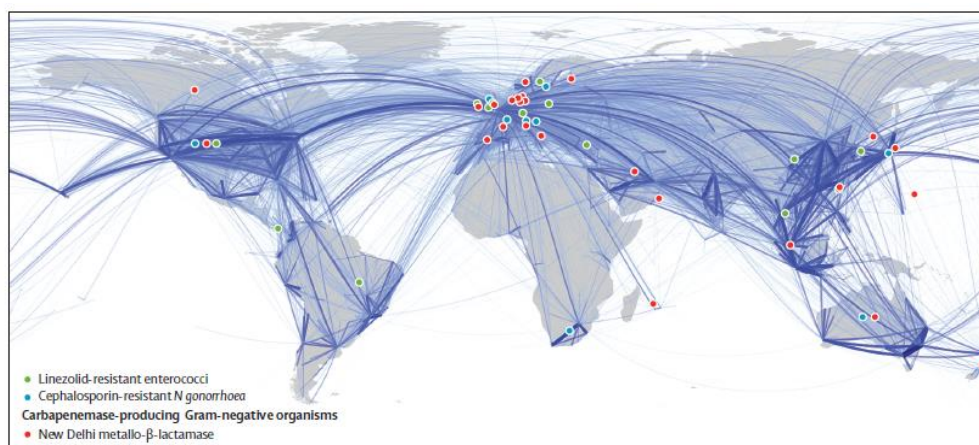 Linezolid-resistant enterococci
Cephalosporin-resistant N gonorrhoea
Carbapenemase-producing Gram-negative organisms
New Delhi metallo-β-lactamase